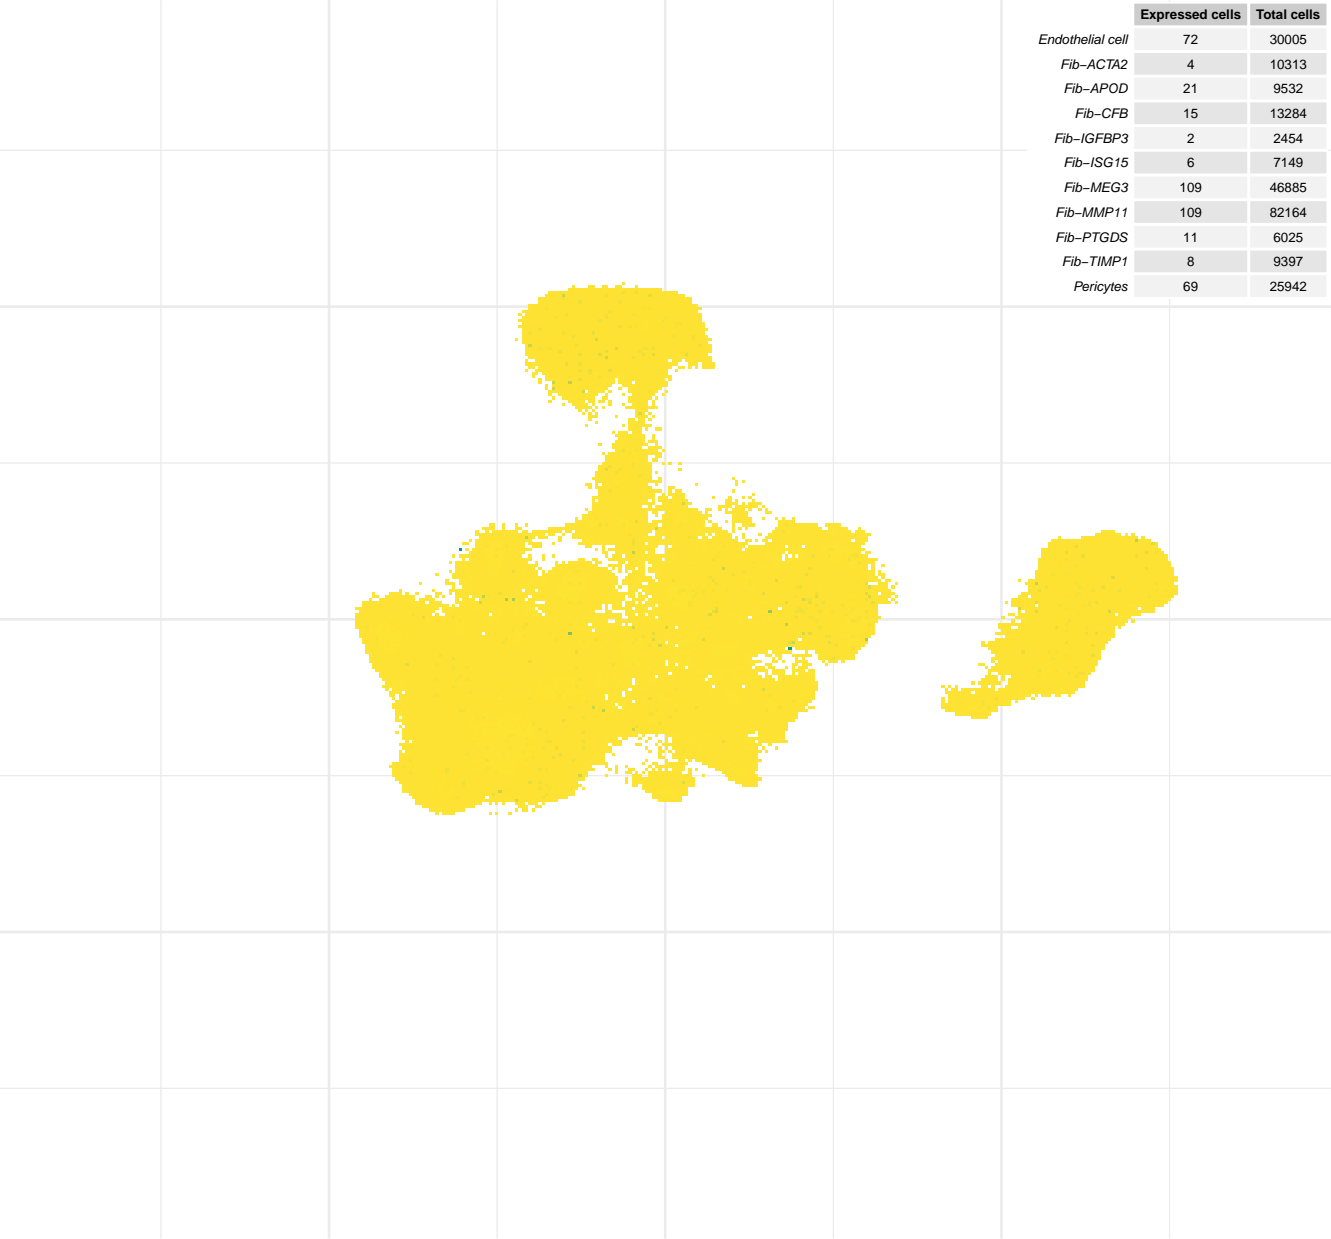 Expressed cells Total cells
Endothelial cell 72 30005
Fib−ACTA2 4 10313
Fib−APOD 21 9532
Fib−CFB 15 13284
Fib−IGFBP3 2 2454
Fib−ISG15 6 7149
Fib−MEG3 109 46885
Fib−MMP11 109 82164
Fib−PTGDS 11 6025
Fib−TIMP1 8 9397
Pericytes 69 25942